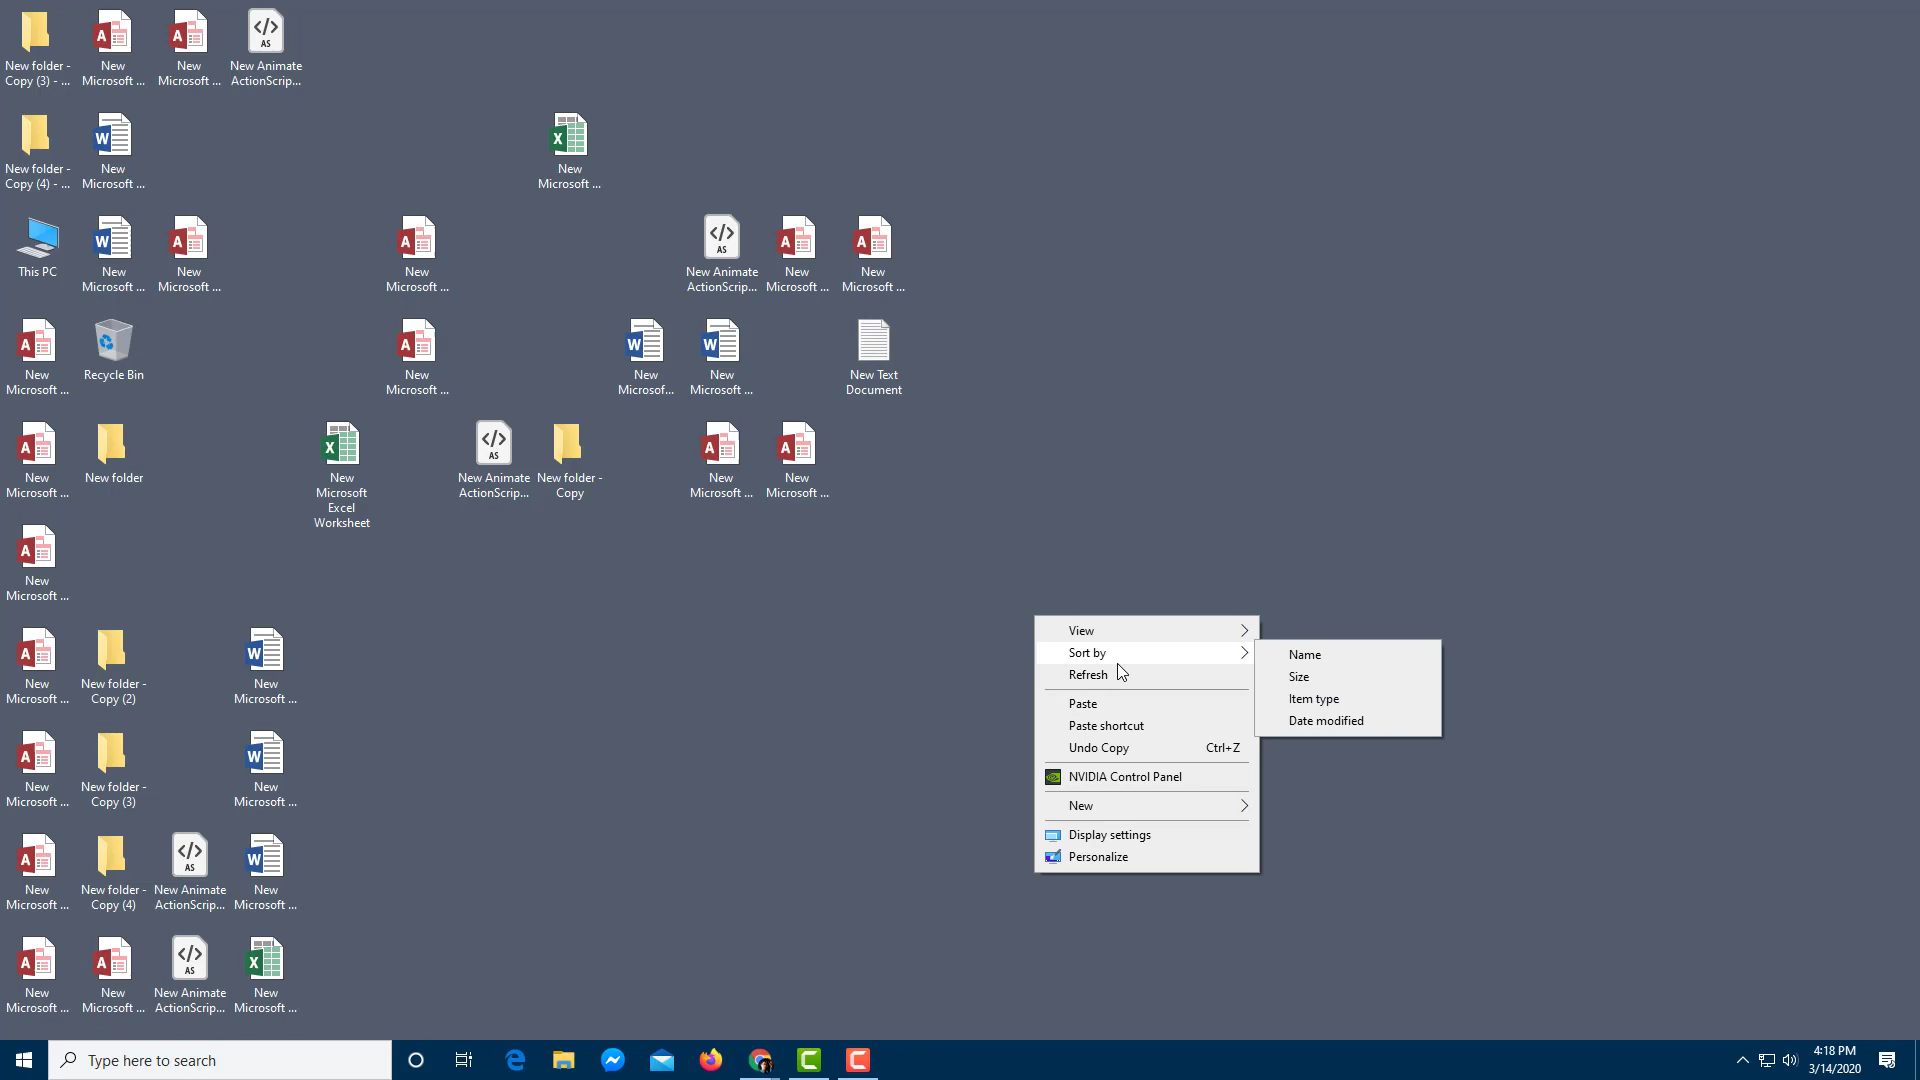 New folder -
Copy (3) - ...
New
Microsoft ...
New
Microsoft ...
New Animate
ActionScrip...
AS
New folder -
Copy (4) - ...
New
Microsoft ...
New
Microsoft ...
This PC
New
Microsoft ...
New
Microsoft ...
New
Microsoft ...
AS
New Animate
ActionScrip...
New
Microsoft ...
New
Microsoft ...
New
Microsoft ...
Recycle Bin
New
Microsoft ...
New
Microsof...
New
Microsoft ...
New Text
Document
New
Microsoft ...
New folder
New
Microsoft
Excel
Worksheet
AS
New Animate
ActionScrip...
New folder -
Copy
New
Microsoft ...
New
Microsoft ...
New
Microsoft ...
New
Microsoft ...
New folder -
Copy (2)
New
Microsoft ...
New
Microsoft ...
New folder -
Copy (3)
New
Microsoft ...
New
Microsoft ...
New folder -
Copy (4)
AS
New Animate
ActionScrip...
New
Microsoft ...
New
Microsoft ...
New
Microsoft ...
AS
New Animate
ActionScrip...
New
Microsoft ...
View
Sort by
Refresh
Paste
Paste shortcut
Undo Copy Ctrl+Z
NVIDIA Control Panel
New
Display settings
Personalize
Name
Size
Item type
Date modified
Type here to search
4:18 PM
3/14/2020